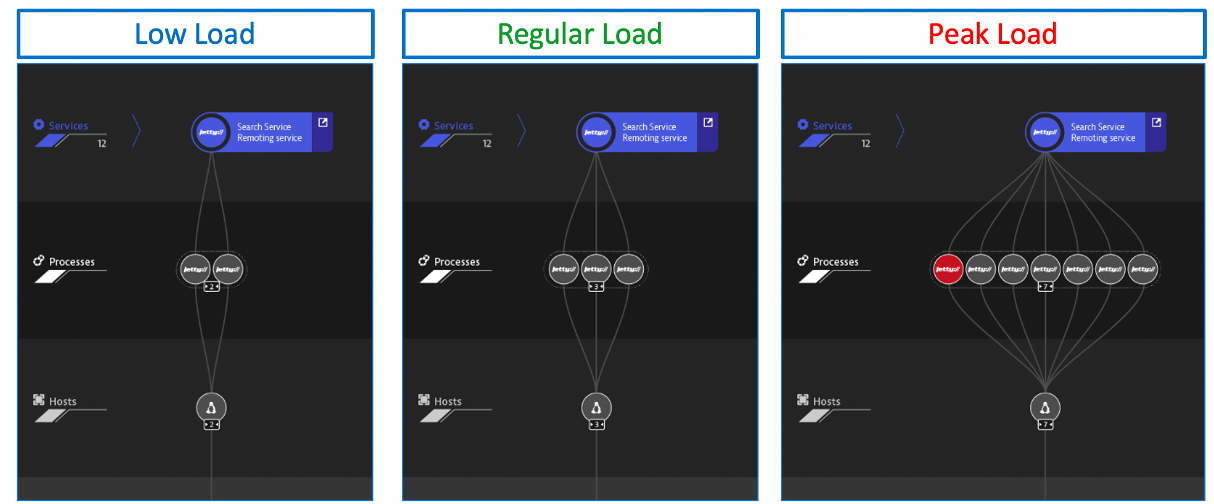 Low Load
Services
12
jetty://
Search Service
Remoting service
Processes
jetty:// jetty://
2
Hosts
2
Regular Load
Services
12
jetty://
Search Service
Remoting service
Processes
jetty:// jetty:// jetty://
3
Hosts
3
Peak Load
Services
12
jetty://
Search Service
Remoting service
Processes
jetty:// jetty:// jetty:// jetty:// jetty:// jetty:// jetty://
7
Hosts
7